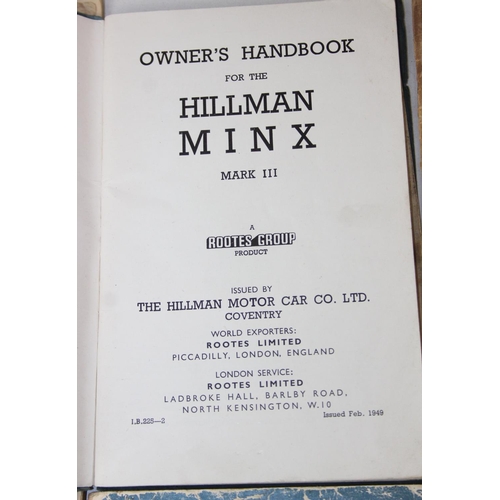 OWNER'S HANDBOOK
FOR THE
HILLMAN
MINX
MARK III
A
ROOTES GROUP
PRODUCT
ISSUED BY
THE HILLMAN MOTOR CAR CO. LTD.
COVENTRY
WORLD EXPORTERS:
ROOTES LIMITED
PICCADILLY, LONDON, ENGLAND
LONDON SERVICE:
ROOTES LIMITED
LADBROKE HALL, BARLBY ROAD,
NORTH KENSINGTON, W.10
I.B.225—2 Issued Feb. 1949